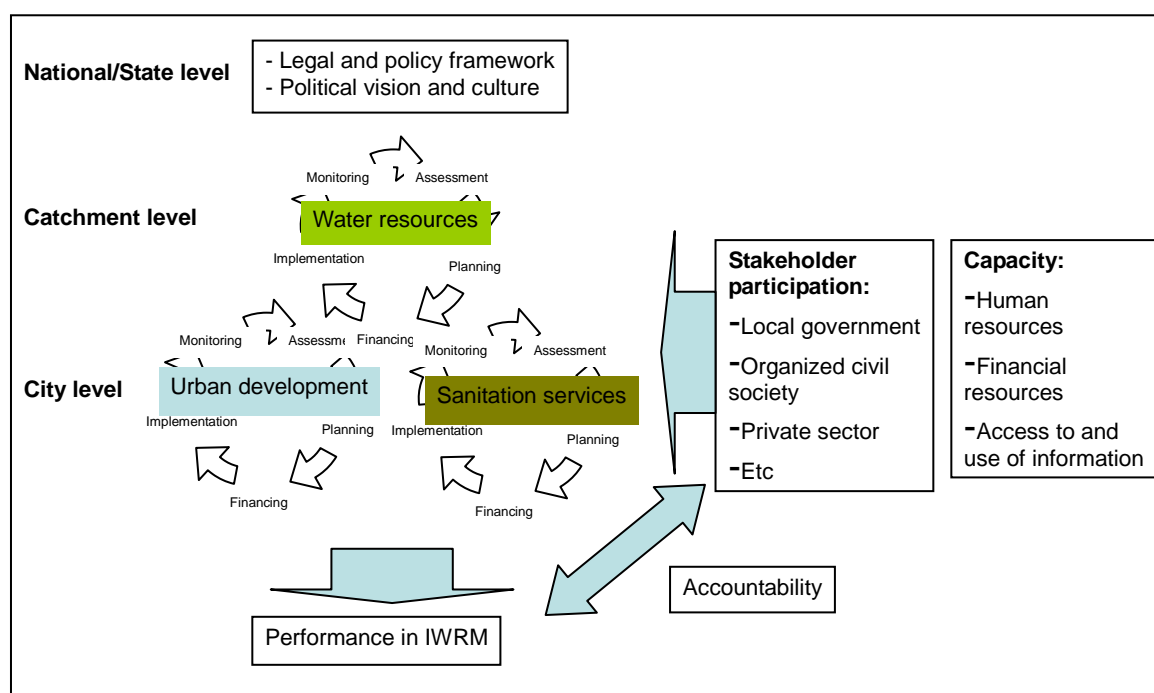 National/State level
- Legal and policy framework
- Political vision and culture
Monitoring
Assessment
Catchment level
Water resources
Implementation
Planning
Financing
Monitoring
Assessme
Monitoring
Assessment
City level
Urban development
Sanitation services
Implementation
Planning
Implementation
Planning
Financing
Financing
Stakeholder
participation:
-Local government
-Organized civil
society
-Private sector
-Etc
Capacity:
-Human
resources
-Financial
resources
-Access to and
use of information
Accountability
Performance in IWRM